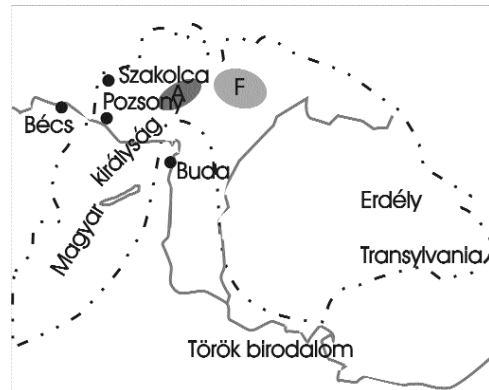 Szakolca
A
F
Pozsony
Bécs
Magyar királyság
Buda
Erdély
Transylvania
Török birodalom